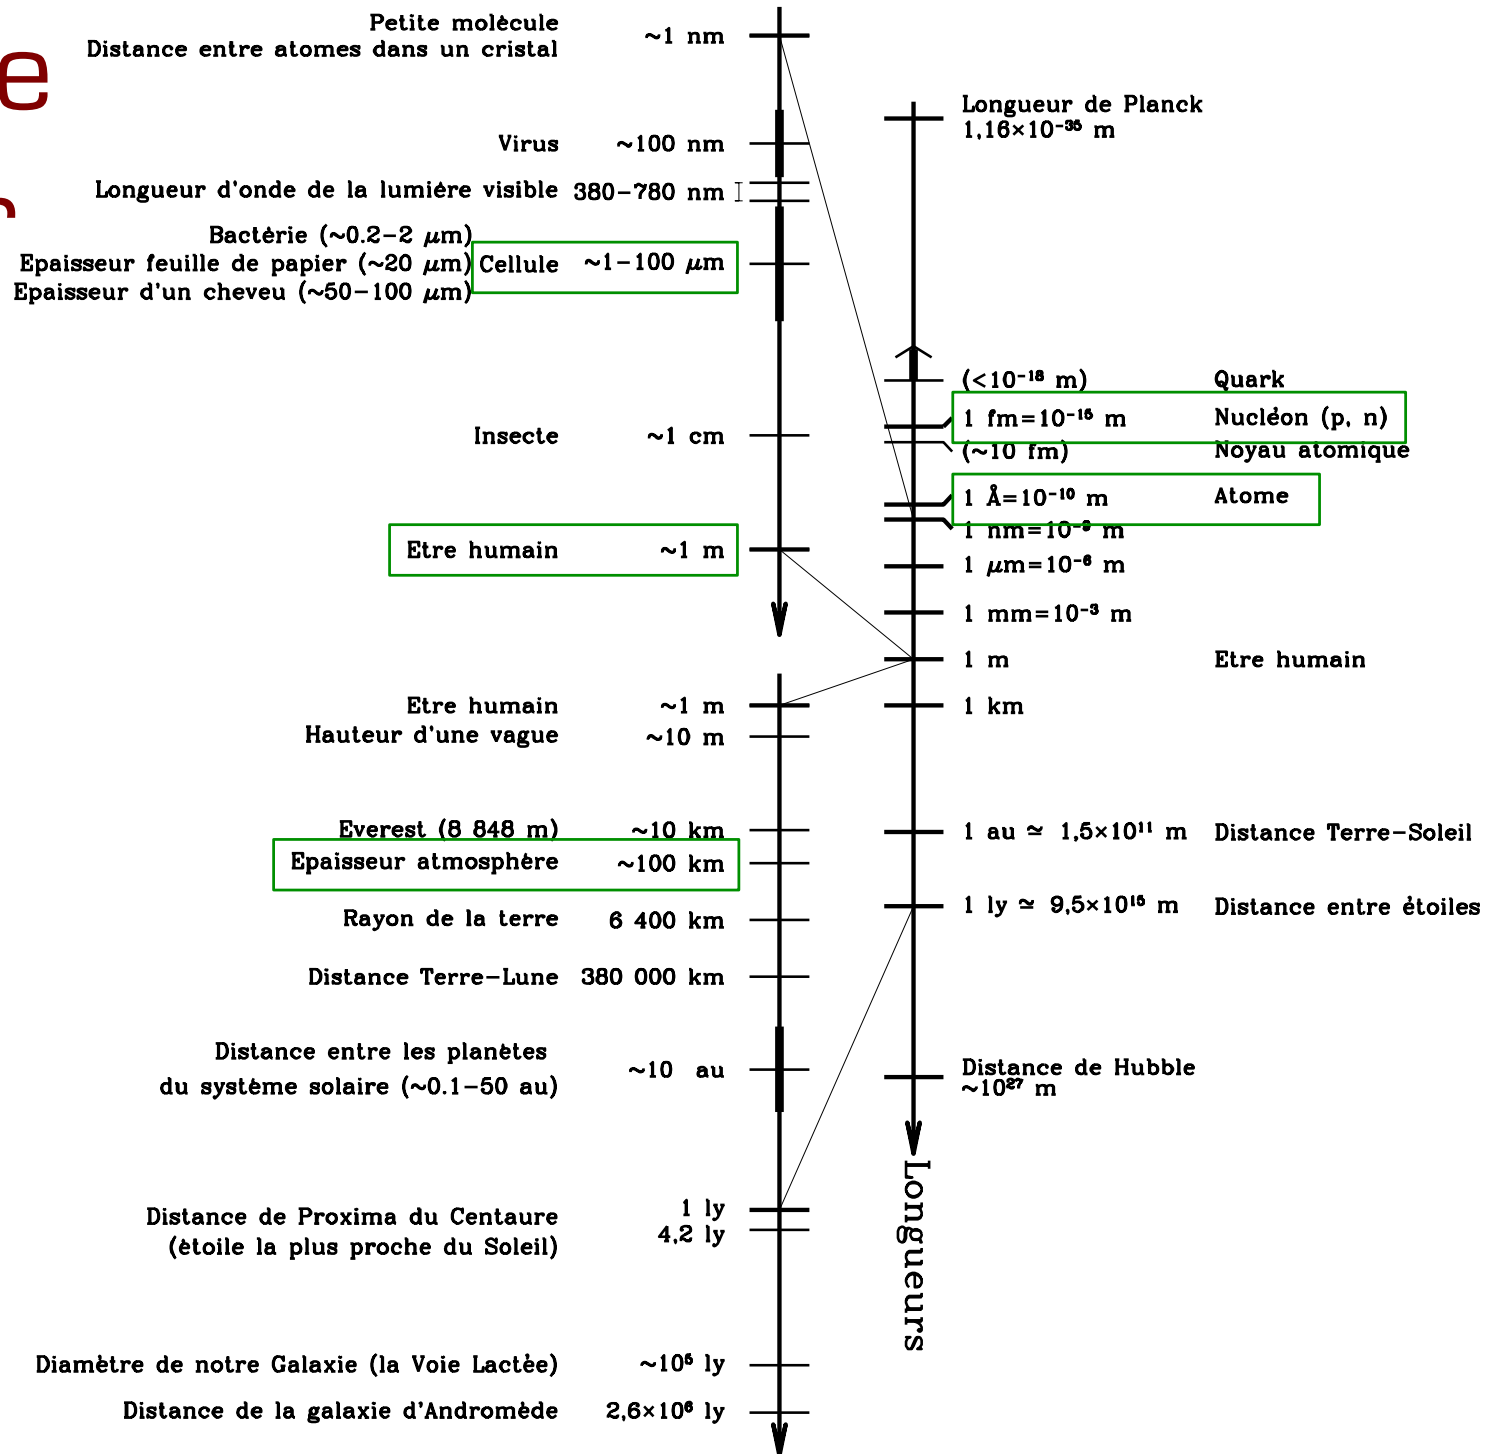 e
Petite molécule
Distance entre atomes dans un cristal ~1 nm
Virus ~100 nm
Longueur d'onde de la lumière visible 380-780 nm
Bactérie (~0.2-2 μm)
Epaisseur feuille de papier (~20 μm)
Epaisseur d'un cheveu (~50-100 μm)
Cellule ~1-100 μm
Insecte ~1 cm
Etre humain ~1 m
Etre humain ~1 m
Hauteur d'une vague ~10 m
Everest (8 848 m) ~10 km
Epaisseur atmosphère ~100 km
Rayon de la terre 6 400 km
Distance Terre-Lune 380 000 km
Distance entre les planètes
du système solaire (~0.1-50 au) ~10 au
1 ly
Distance de Proxima du Centaure 4,2 ly
(étoile la plus proche du Soleil)
Diamètre de notre Galaxie (la Voie Lactée) ~10⁵ ly
Distance de la galaxie d'Andromède 2,6×10⁶ ly
Longueur de Planck
1,16×10⁻³⁵ m
(<10⁻¹⁸ m) Quark
1 fm=10⁻¹⁵ m Nucléon (p, n)
(~10 fm) Noyau atomique
1 Å=10⁻¹⁰ m Atome
1 nm=10⁻⁹ m
1 μm=10⁻⁶ m
1 mm=10⁻³ m
1 m Etre humain
1 km
1 au ≃ 1,5×10¹¹ m Distance Terre-Soleil
1 ly ≃ 9,5×10¹⁵ m Distance entre étoiles
Distance de Hubble
~10²⁷ m
Longueurs